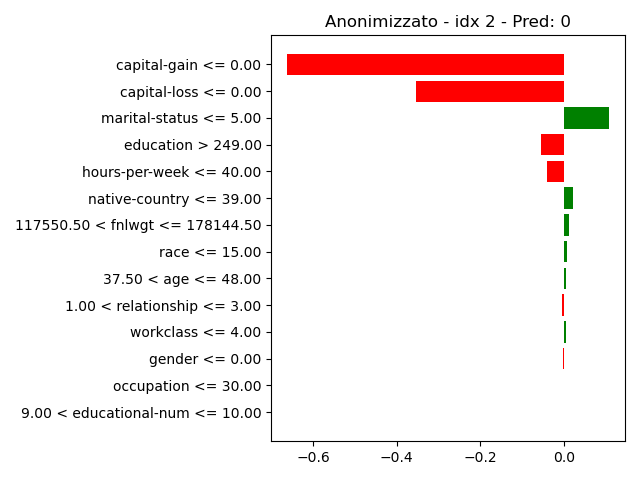 Anonimizzato - idx 2 - Pred: 0
capital-gain <= 0.00
capital-loss <= 0.00
marital-status <= 5.00
education > 249.00
hours-per-week <= 40.00
native-country <= 39.00
117550.50 < fnlwgt <= 178144.50
race <= 15.00
37.50 < age <= 48.00
1.00 < relationship <= 3.00
workclass <= 4.00
gender <= 0.00
occupation <= 30.00
9.00 < educational-num <= 10.00
−0.6 −0.4 −0.2 0.0